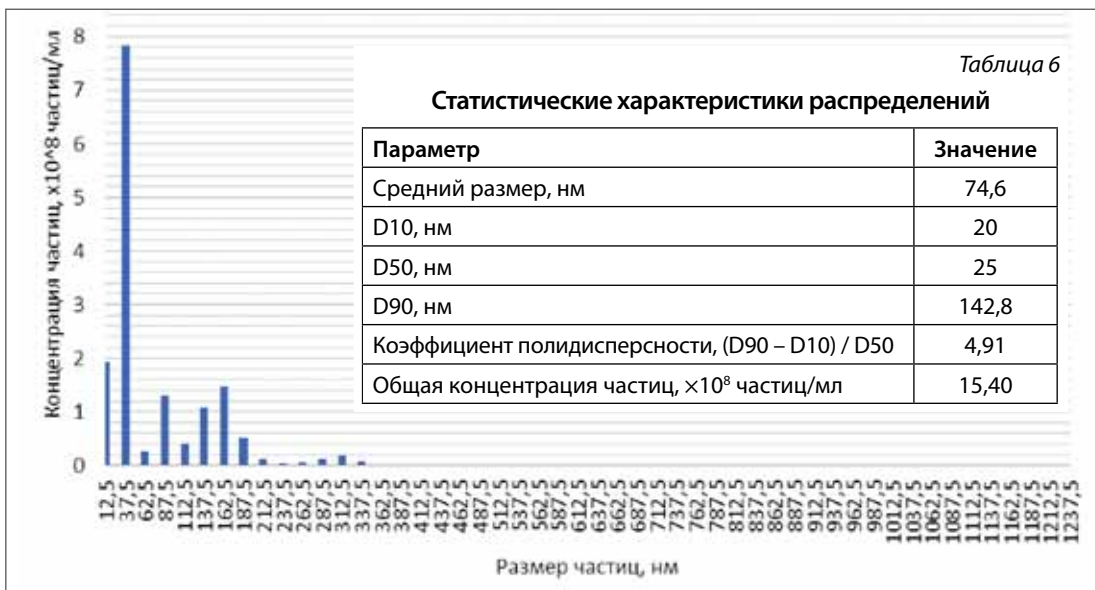 Концентрация частиц, x10^8 частиц/мл
8
7
6
5
4
3
2
1
0
Таблица 6
Статистические характеристики распределений
Параметр Значение
Средний размер, нм 74,6
D10, нм 20
D50, нм 25
D90, нм 142,8
Коэффициент полидисперсности, (D90 – D10) / D50 4,91
Общая концентрация частиц, ×10⁸ частиц/мл 15,40
12,5 37,5 62,5 87,5 112,5 137,5 162,5 187,5 212,5 237,5 262,5 287,5 312,5 337,5 362,5 387,5 412,5 437,5 462,5 487,5 512,5 537,5 562,5 587,5 612,5 637,5 662,5 687,5 712,5 737,5 762,5 787,5 812,5 837,5 862,5 887,5 912,5 937,5 962,5 987,5 1012,5 1037,5 1062,5 1087,5 1112,5 1137,5 1162,5 1187,5 1212,5 1237,5
Размер частиц, нм